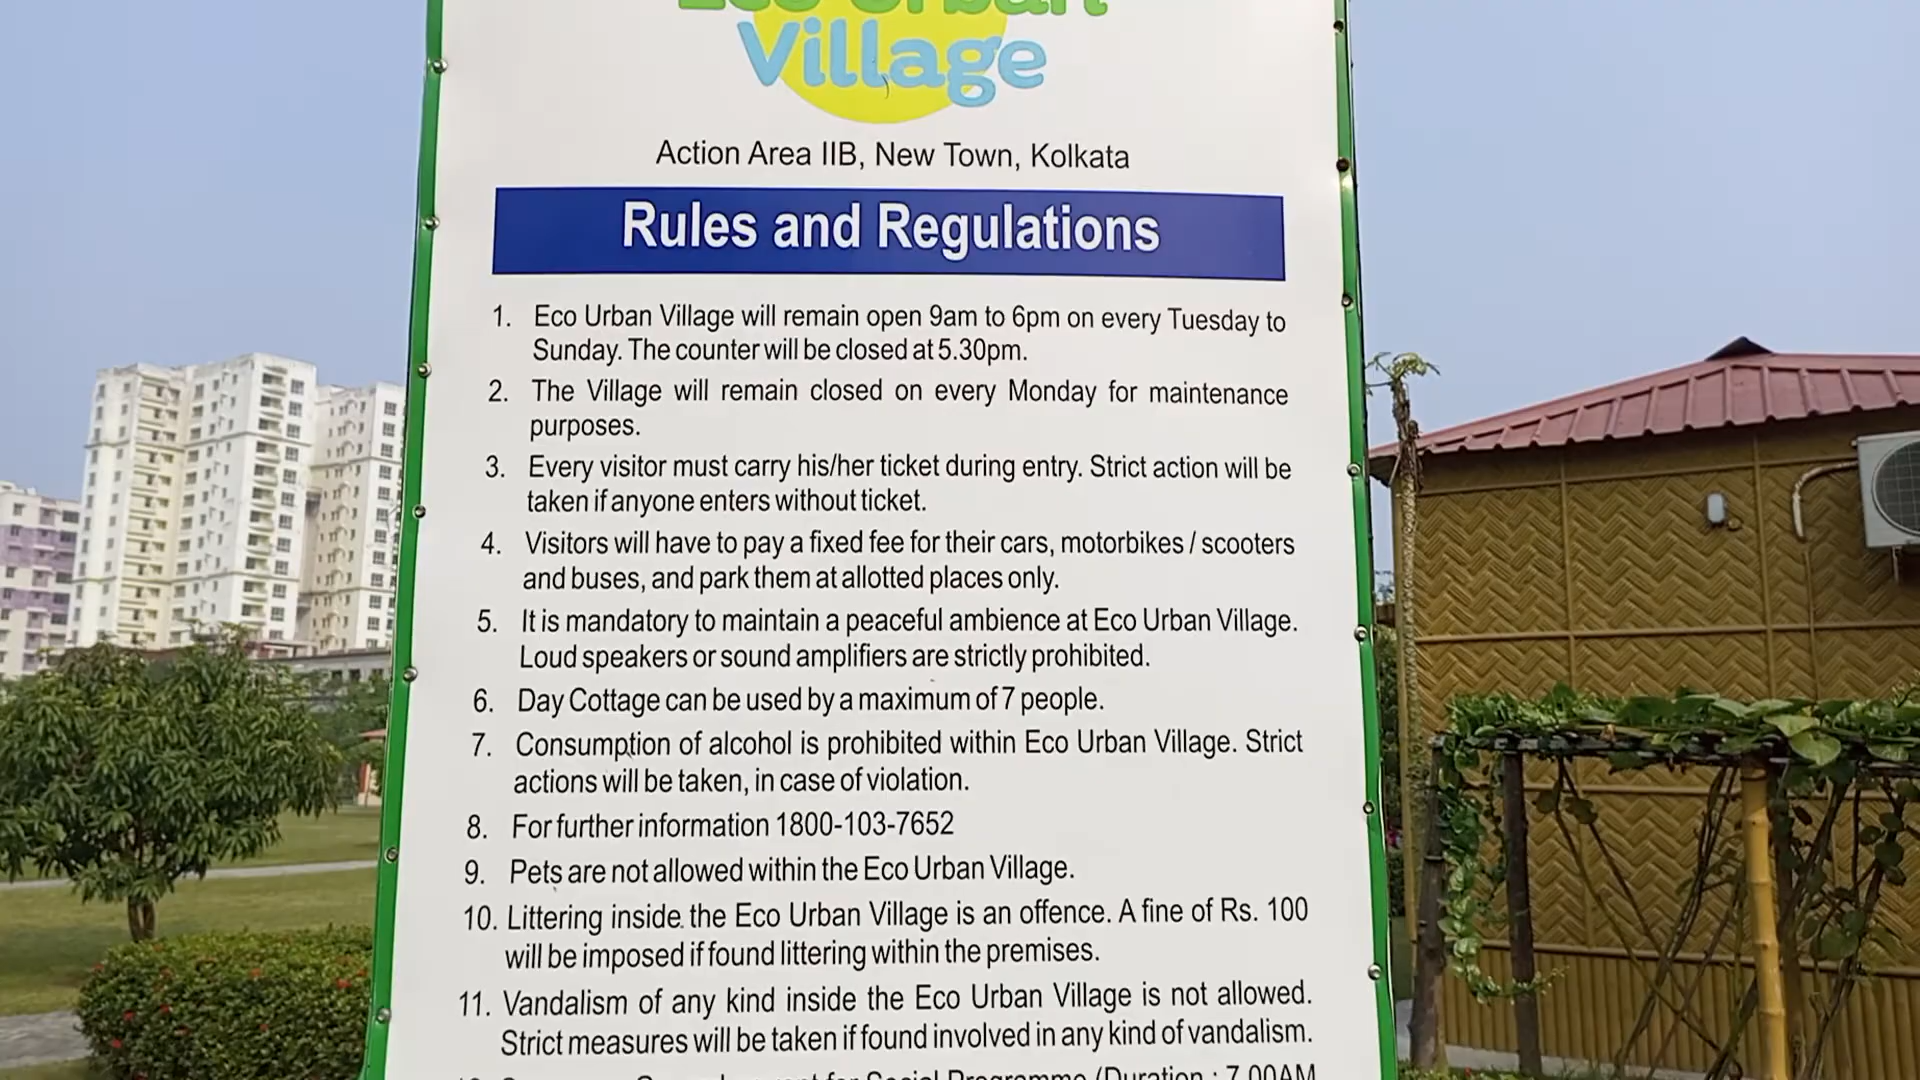 Eco Urban
Village
Action Area IIB, New Town, Kolkata
Rules and Regulations
1. Eco Urban Village will remain open 9am to 6pm on every Tuesday to
Sunday. The counter will be closed at 5.30pm.
2. The Village will remain closed on every Monday for maintenance
purposes.
3. Every visitor must carry his/her ticket during entry. Strict action will be
taken if anyone enters without ticket.
4. Visitors will have to pay a fixed fee for their cars, motorbikes / scooters
and buses, and park them at allotted places only.
5. It is mandatory to maintain a peaceful ambience at Eco Urban Village.
Loud speakers or sound amplifiers are strictly prohibited.
6. Day Cottage can be used by a maximum of 7 people.
7. Consumption of alcohol is prohibited within Eco Urban Village. Strict
actions will be taken, in case of violation.
8. For further information 1800-103-7652
9. Pets are not allowed within the Eco Urban Village.
10. Littering inside the Eco Urban Village is an offence. A fine of Rs. 100
will be imposed if found littering within the premises.
11. Vandalism of any kind inside the Eco Urban Village is not allowed.
Strict measures will be taken if found involved in any kind of vandalism.
for Social Programme (Duration : 7.00AM